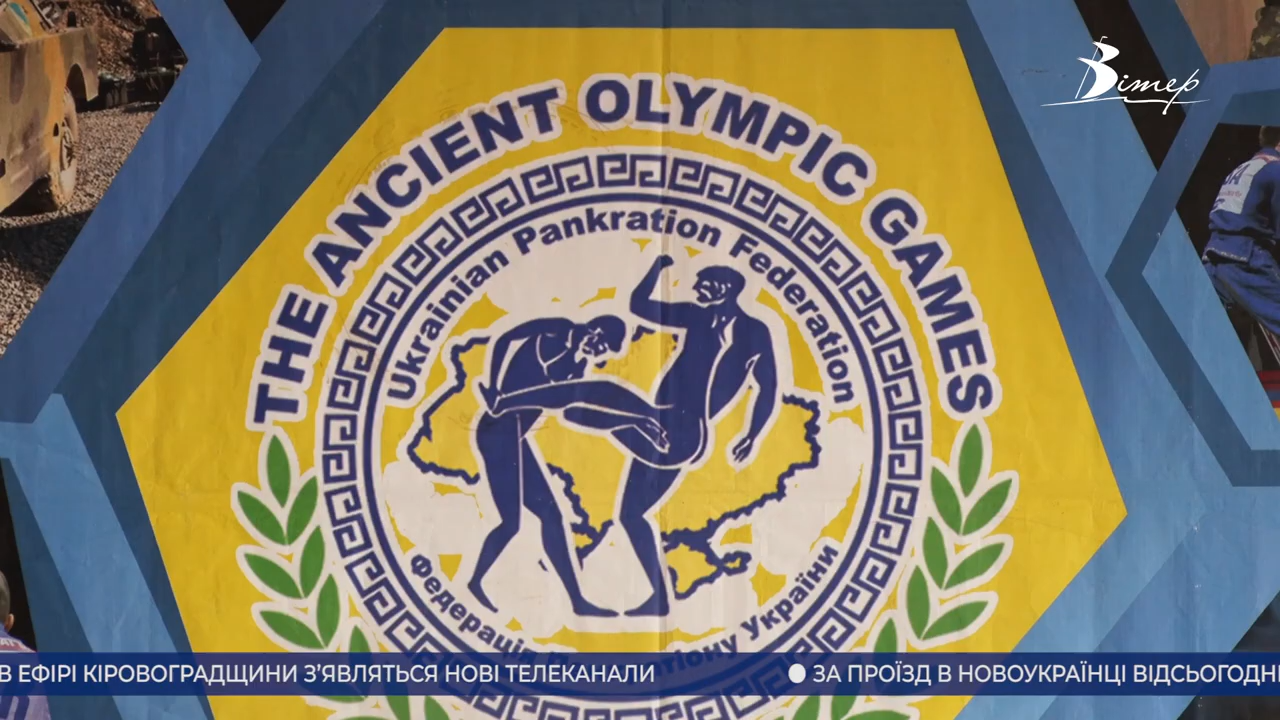 Вітер
THE ANCIENT OLYMPIC GAMES
Ukrainian Pankration Federation
Федерація
України
В ЕФІРІ КІРОВОГРАДЩИНИ З’ЯВЛЯТЬСЯ НОВІ ТЕЛЕКАНАЛИ
ЗА ПРОЇЗД В НОВОУКРАЇНЦІ ВІДСЬОГОДНІ